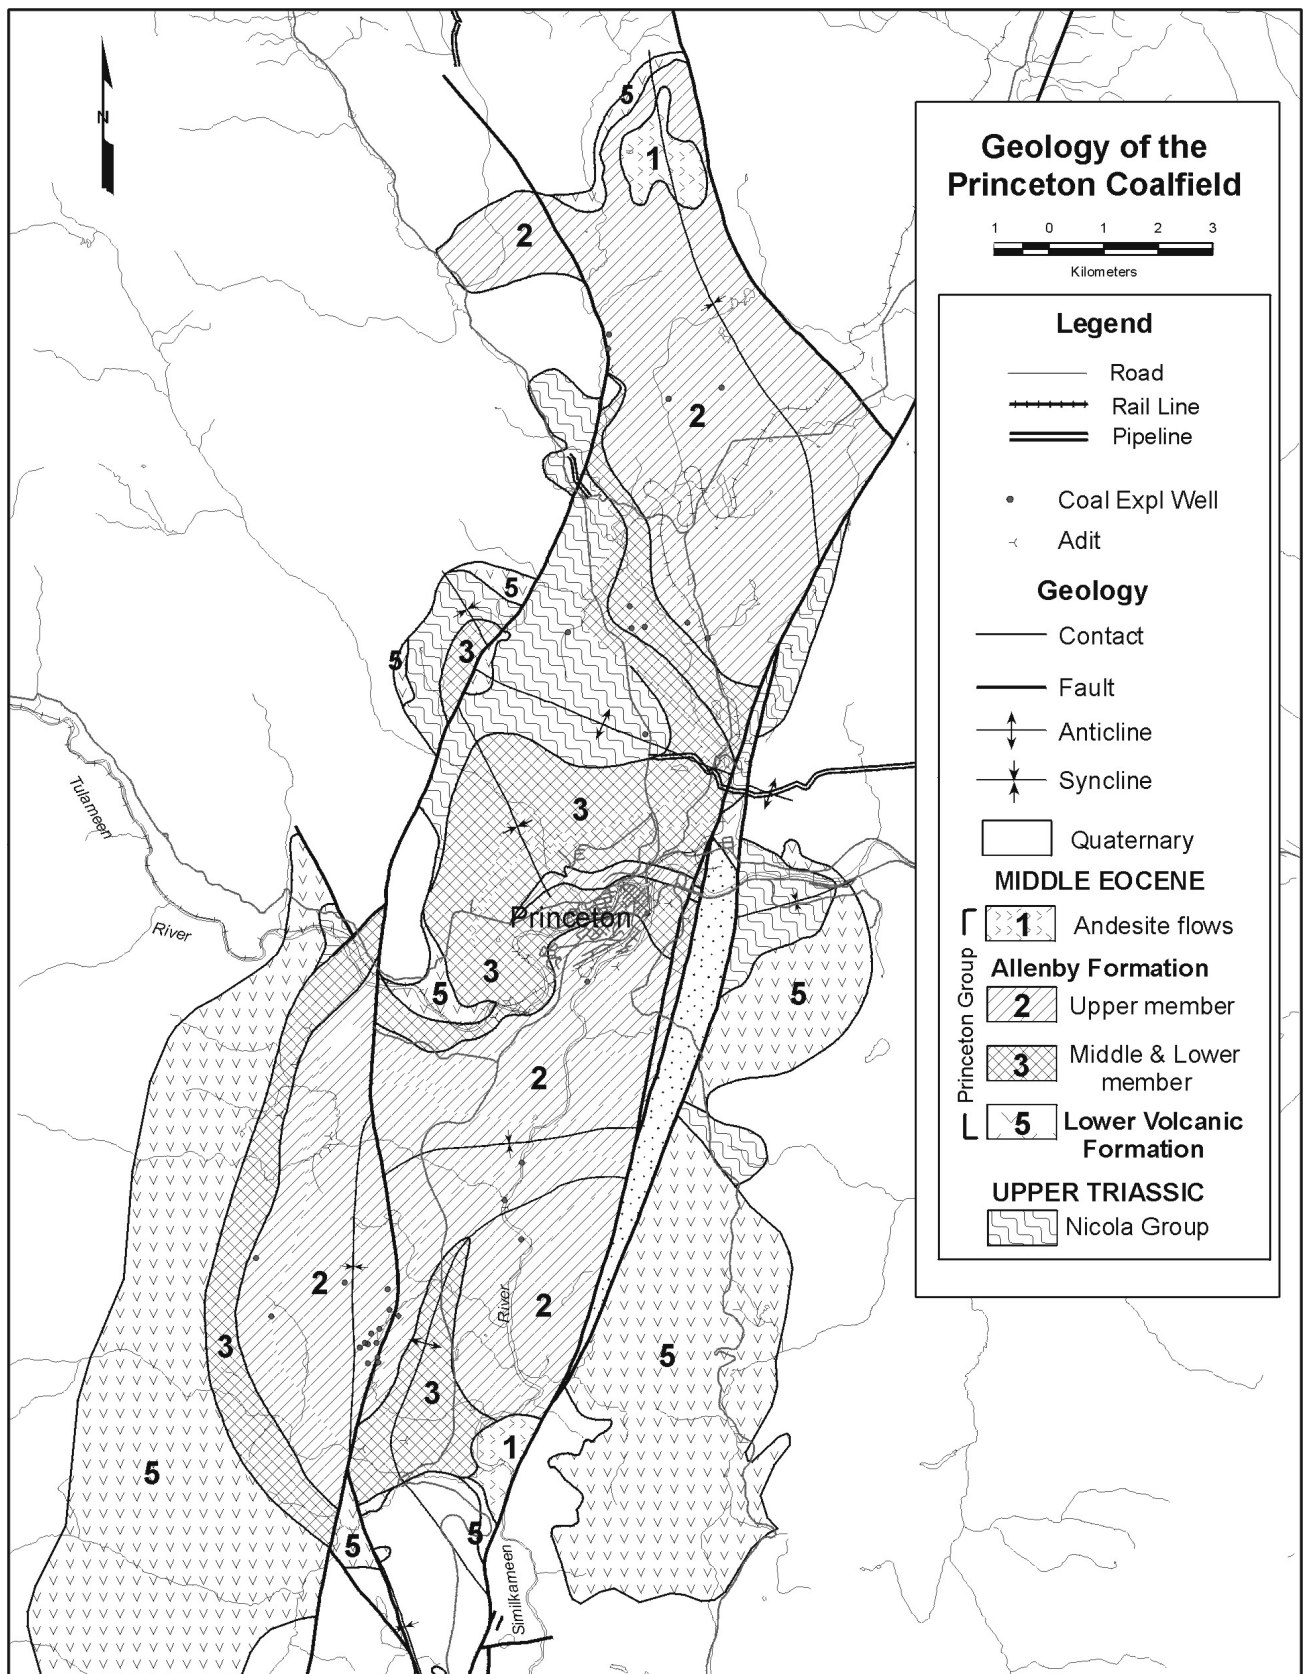 N
5
1
2
2
5
3
5
3
Tulameen
River
Princeton
3
5
5
2
2
River
2
3
5
3
1
5
5
5
Similkameen
Geology of the
Princeton Coalfield
1 0 1 2 3
Kilometers
Legend
Road
Rail Line
Pipeline
Coal Expl Well
Adit
Geology
Contact
Fault
Anticline
Syncline
Quaternary
MIDDLE EOCENE
Princeton Group
1 Andesite flows
Allenby Formation
2 Upper member
3 Middle & Lower
member
5 Lower Volcanic
Formation
UPPER TRIASSIC
Nicola Group